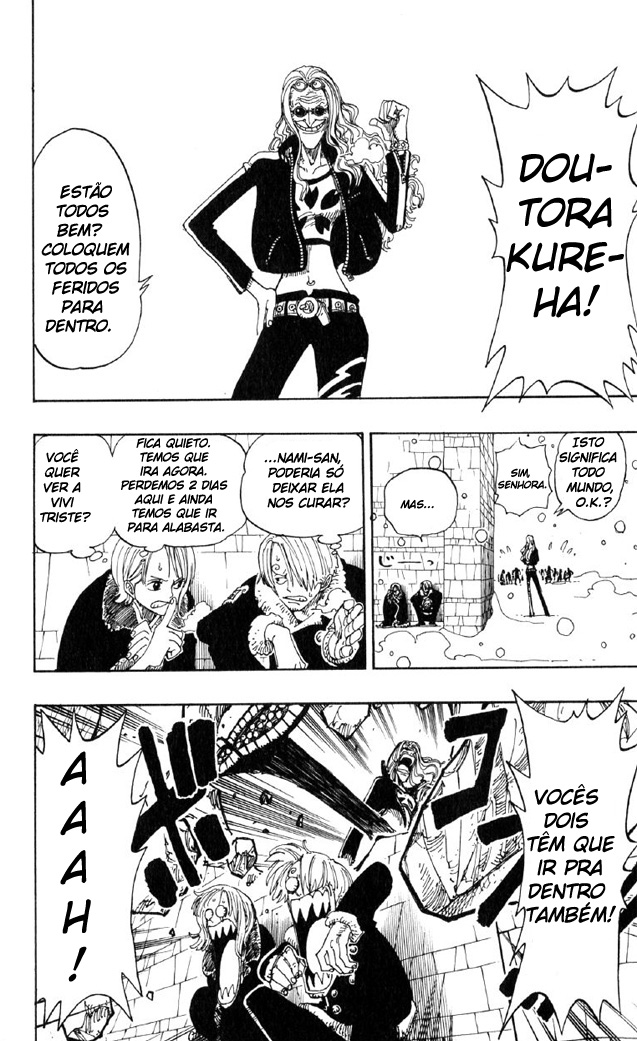 DOU-
TORA
KURE-
HA!
ESTÃO
TODOS
BEM?
COLOQUEM
TODOS OS
FERIDOS
PARA
DENTRO.
ISTO
SIGNIFICA
TODO
MUNDO,
O.K.?
SIM,
SENHORA.
MAS...
じーっ
...NAMI-SAN,
PODERIA SÓ
DEIXAR ELA
NOS CURAR?
FICA QUIETO.
TEMOS QUE
IRA AGORA.
PERDEMOS 2 DIAS
AQUI E AINDA
TEMOS QUE IR
PARA ALABASTA.
VOCÊ
QUER
VER A
VIVI
TRISTE?
VOCÊS
DOIS
TÊM QUE
IR PRA
DENTRO
TAMBÉM!
A
A
A
H
!